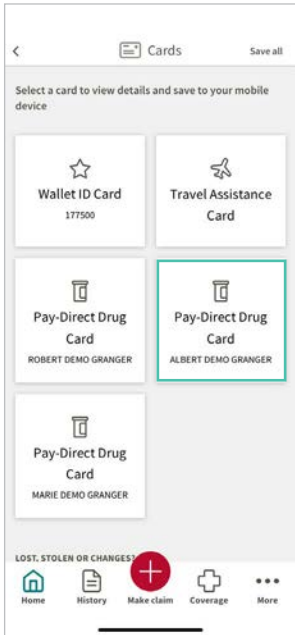 Cards
Save all
Select a card to view details and save to your mobile
device
Wallet ID Card
177500
Travel Assistance
Card
Pay-Direct Drug
Card
ROBERT DEMO GRANGER
Pay-Direct Drug
Card
ALBERT DEMO GRANGER
Pay-Direct Drug
Card
MARIE DEMO GRANGER
LOST, STOLEN OR CHANGES?
Home
History
Make claim
Coverage
More